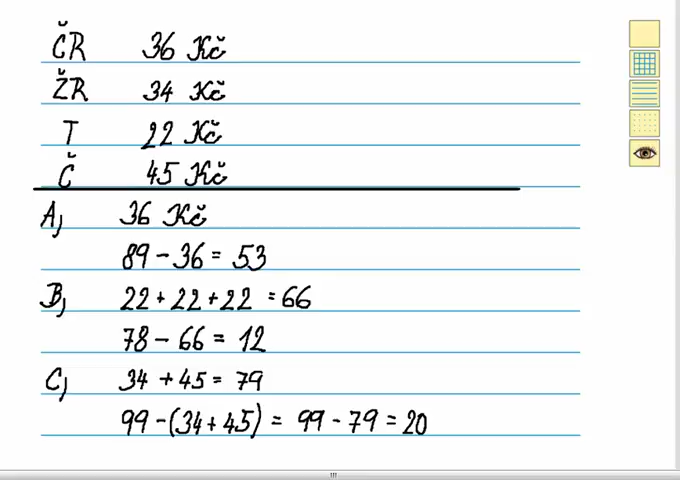 ČR 36 Kč
ŽR 34 Kč
T 22 Kč
Č 45 Kč
A) 36 Kč
89 - 36 = 53
B) 22 + 22 + 22 = 66
78 - 66 = 12
C) 34 + 45 = 79
99 - (34 + 45) = 99 - 79 = 20